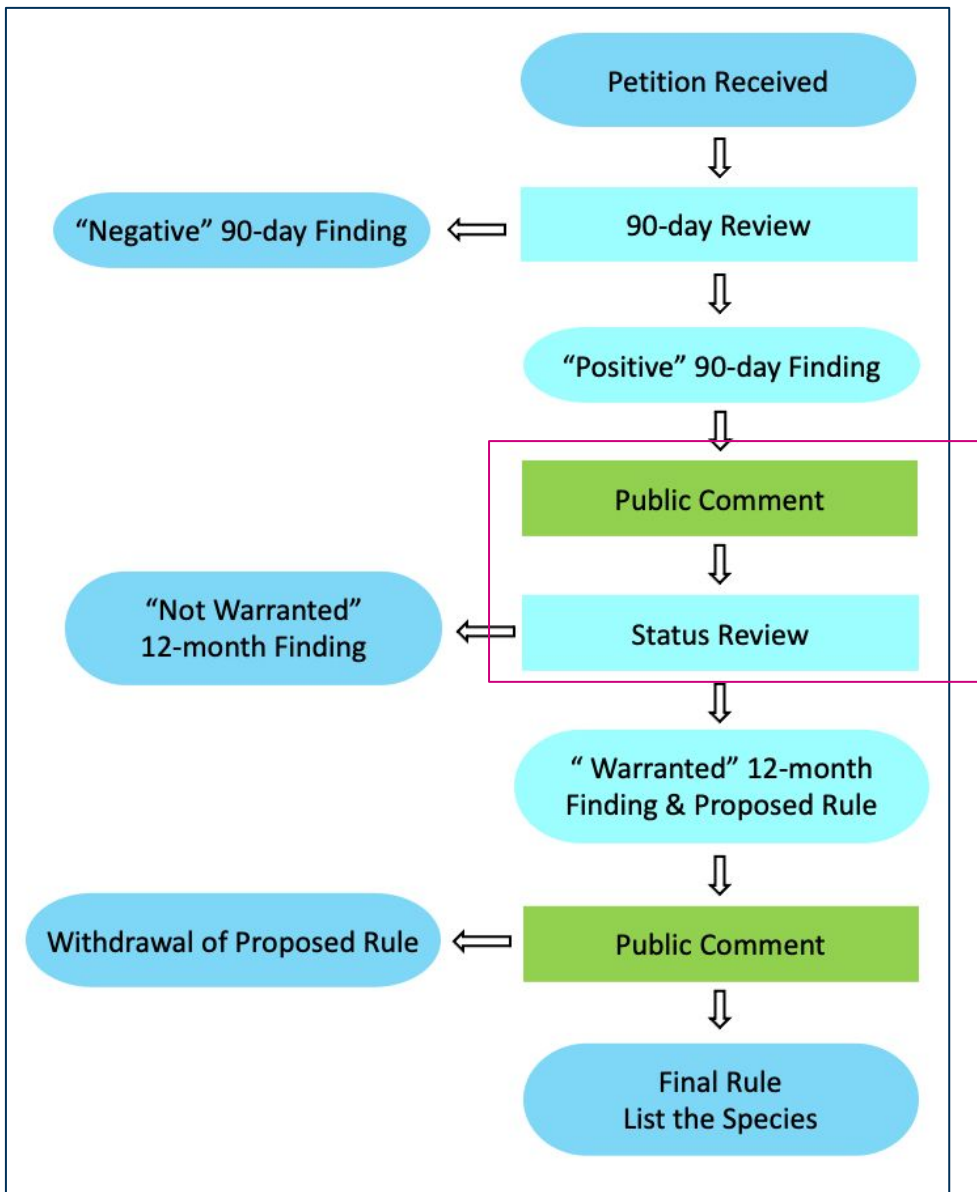 Petition Received
“Negative” 90-day Finding
90-day Review
“Positive” 90-day Finding
Public Comment
“Not Warranted”
12-month Finding
Status Review
“ Warranted” 12-month
Finding & Proposed Rule
Withdrawal of Proposed Rule
Public Comment
Final Rule
List the Species